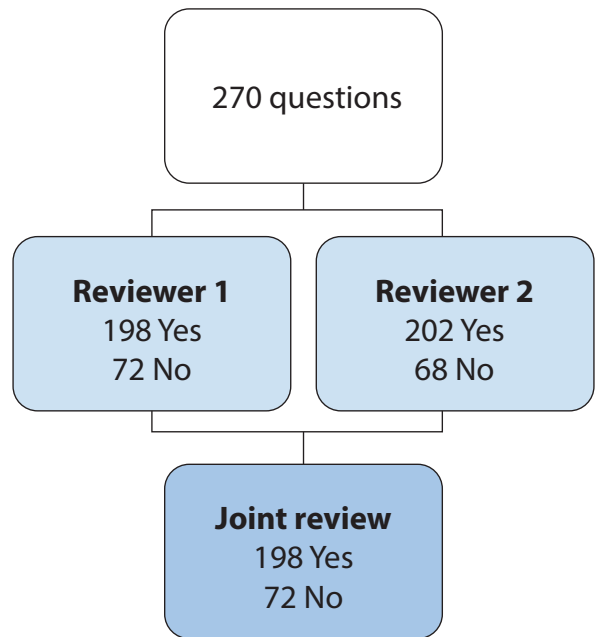 270 questions
Reviewer 1
198 Yes
72 No
Reviewer 2
202 Yes
68 No
Joint review
198 Yes
72 No